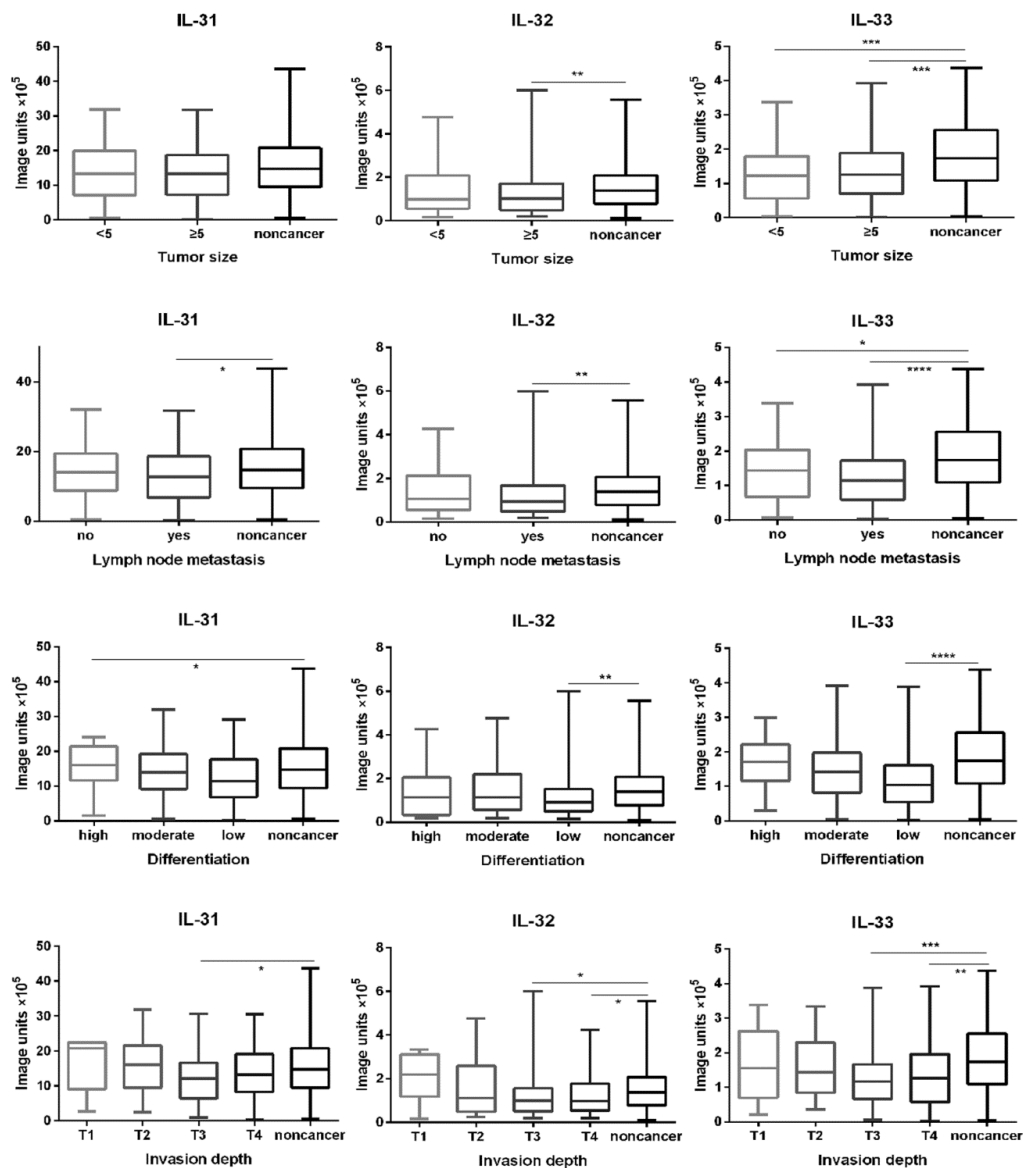 IL-31
Image units ×10⁵
50
40
30
20
10
0
<5 ≥5 noncancer
Tumor size
IL-32
Image units ×10⁵
8
6
4
2
0
**
<5 ≥5 noncancer
Tumor size
IL-33
Image units ×10⁵
5
4
3
2
1
0
***
***
<5 ≥5 noncancer
Tumor size
IL-31
Image units ×10⁵
40
20
0
*
no yes noncancer
Lymph node metastasis
IL-32
Image units ×10⁵
8
6
4
2
0
**
no yes noncancer
Lymph node metastasis
IL-33
Image units ×10⁵
5
4
3
2
1
0
*
****
no yes noncancer
Lymph node metastasis
IL-31
Image units ×10⁵
50
40
30
20
10
0
*
high moderate low noncancer
Differentiation
IL-32
Image units ×10⁵
8
6
4
2
0
**
high moderate low noncancer
Differentiation
IL-33
Image units ×10⁵
5
4
3
2
1
0
****
high moderate low noncancer
Differentiation
IL-31
Image units ×10⁵
50
40
30
20
10
0
*
T1 T2 T3 T4 noncancer
Invasion depth
IL-32
Image units ×10⁵
8
6
4
2
0
*
*
T1 T2 T3 T4 noncancer
Invasion depth
IL-33
Image units ×10⁵
5
4
3
2
1
0
***
**
T1 T2 T3 T4 noncancer
Invasion depth